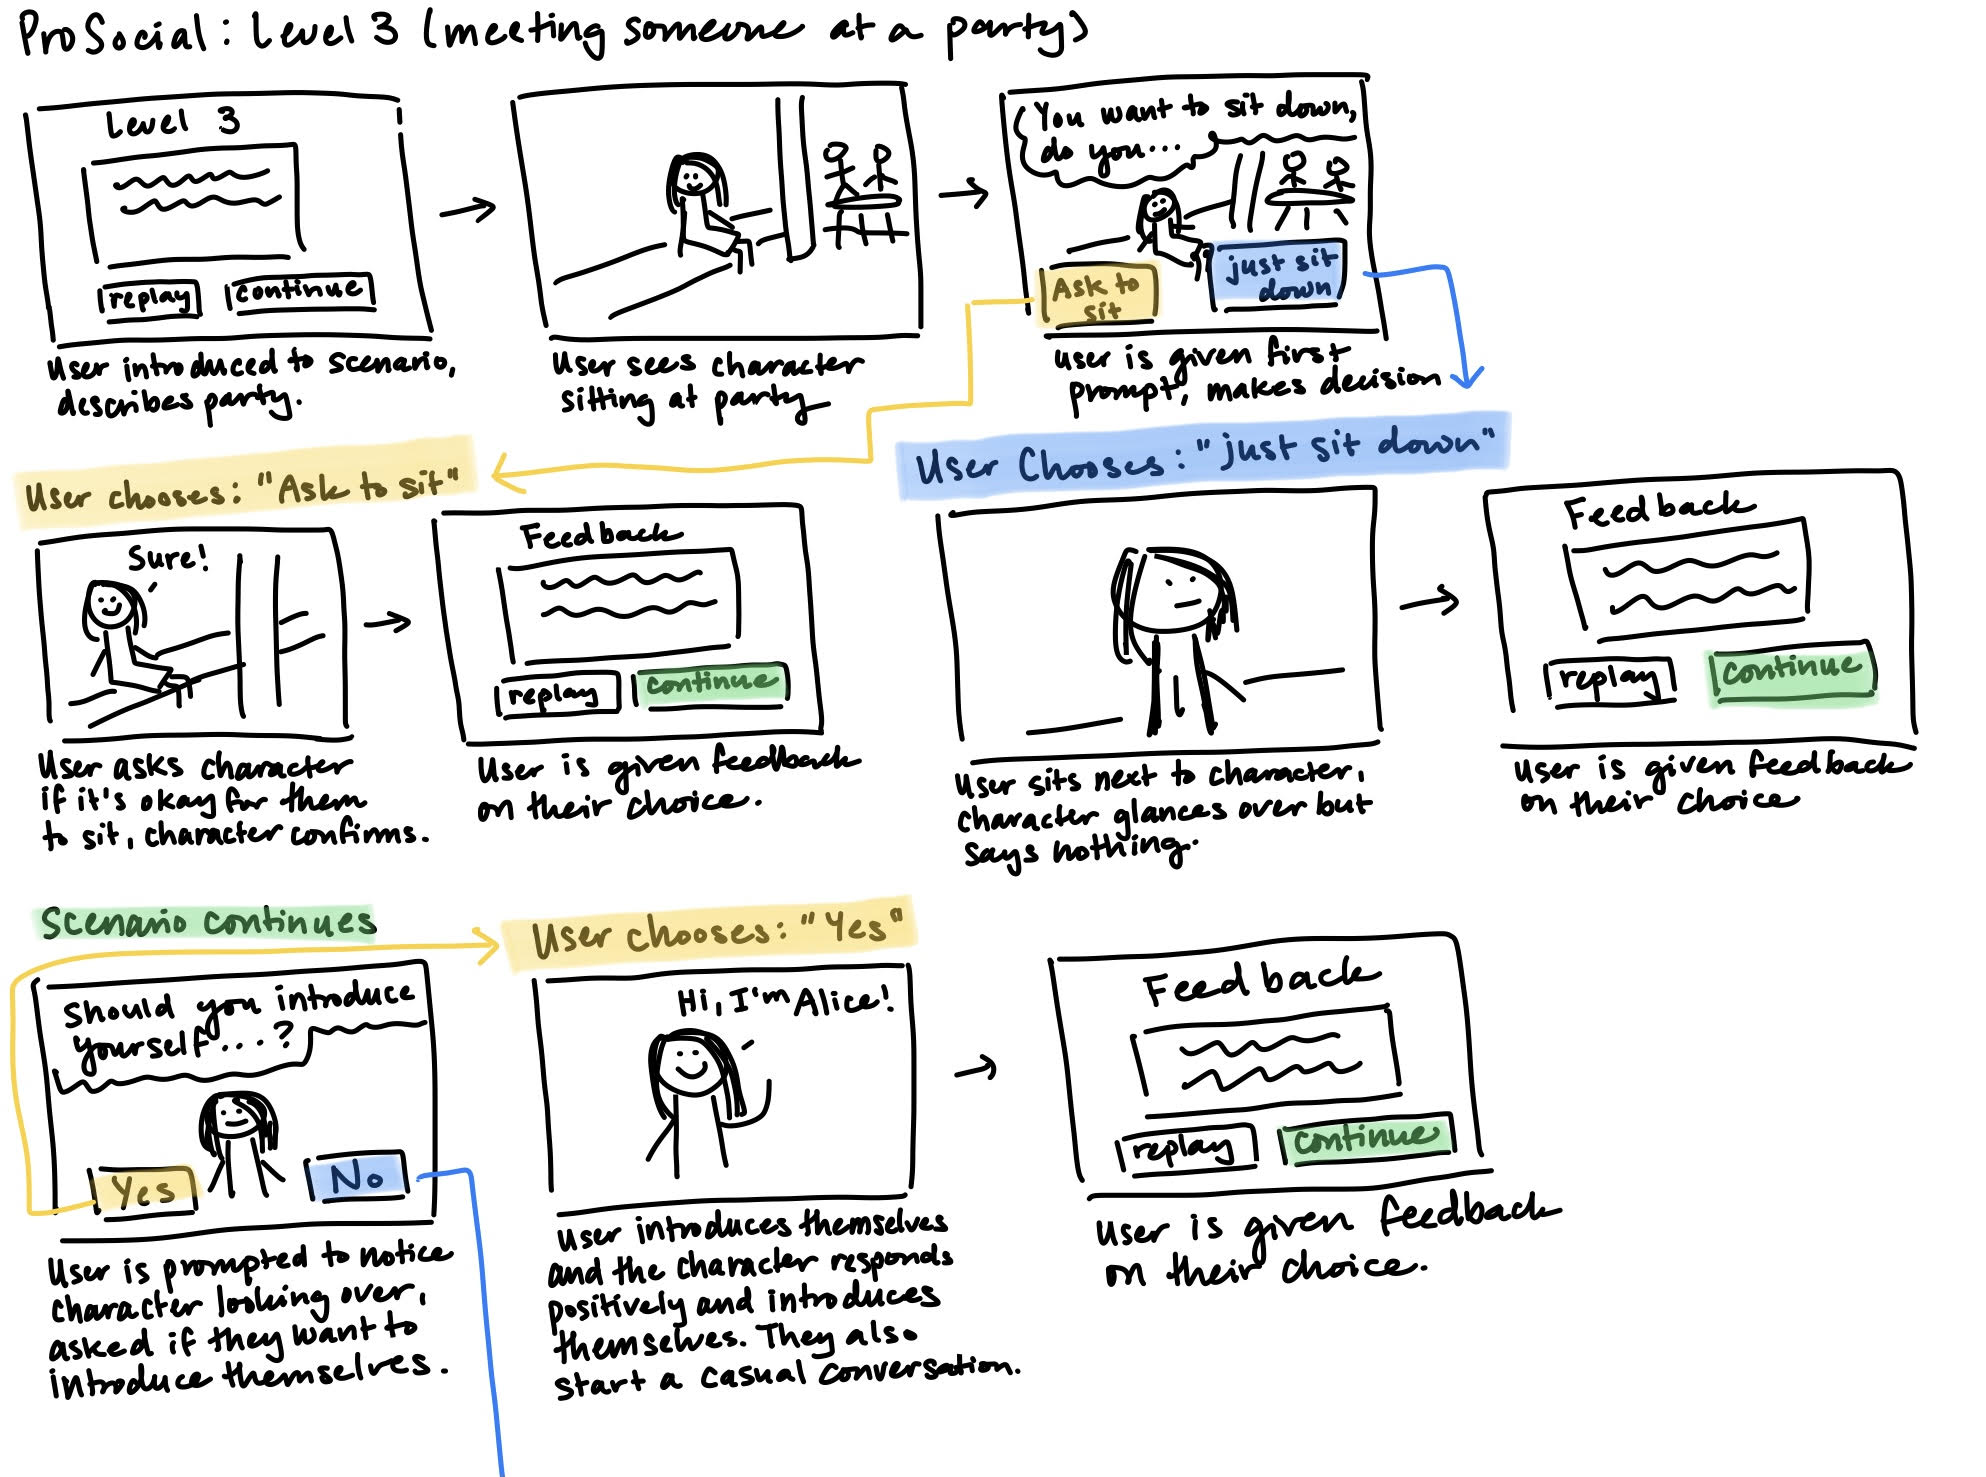 ProSocial: Level 3 (meeting someone at a party)
Level 3
replay
continue
User introduced to scenario,
describes party.
User sees character
sitting at party
You want to sit down,
do you...
Ask to
sit
just sit
down
user is given first
prompt, makes decision
User chooses: "Ask to sit"
Sure!
User asks character
if it's okay for them
to sit, character confirms.
Feedback
replay
continue
User is given feedback
on their choice.
User Chooses: "just sit down"
User sits next to character,
character glances over but
says nothing.
Feedback
replay
continue
User is given feedback
on their choice
Scenario continues
Should you introduce
yourself...?
Yes
No
User is prompted to notice
character looking over,
asked if they want to
introduce themselves.
User chooses: "Yes"
Hi, I'm Alice!
User introduces themselves
and the character responds
positively and introduces
themselves. They also
start a casual conversation.
Feedback
replay
continue
User is given feedback
on their choice.